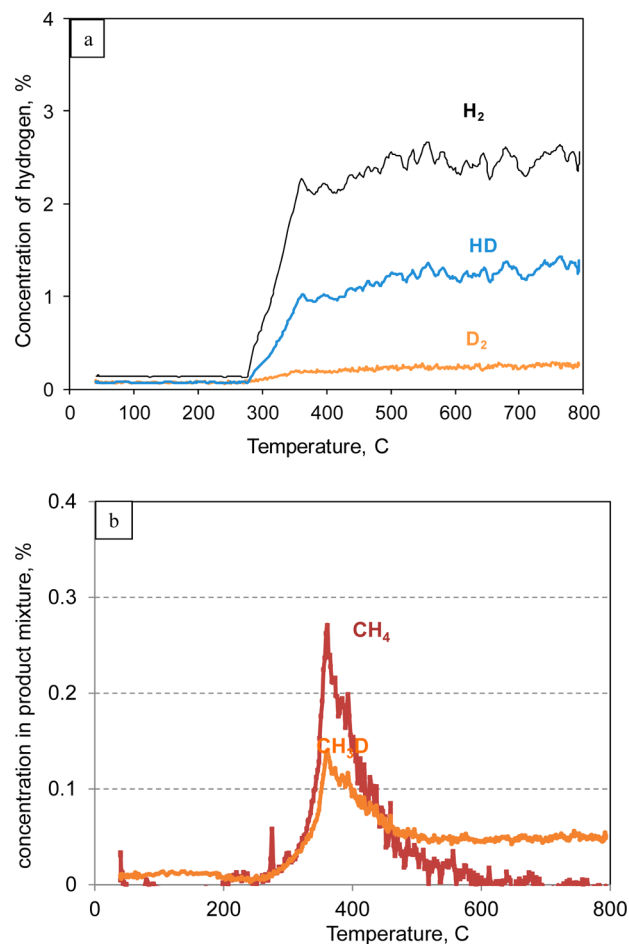 a
Concentration of hydrogen, %
4
3
2
1
0
H₂
HD
D₂
0 100 200 300 400 500 600 700 800
Temperature, C
b
concentration in product mixture, %
0.4
0.3
0.2
0.1
0
CH₄
CH₃D
0 200 400 600 800
Temperature, C